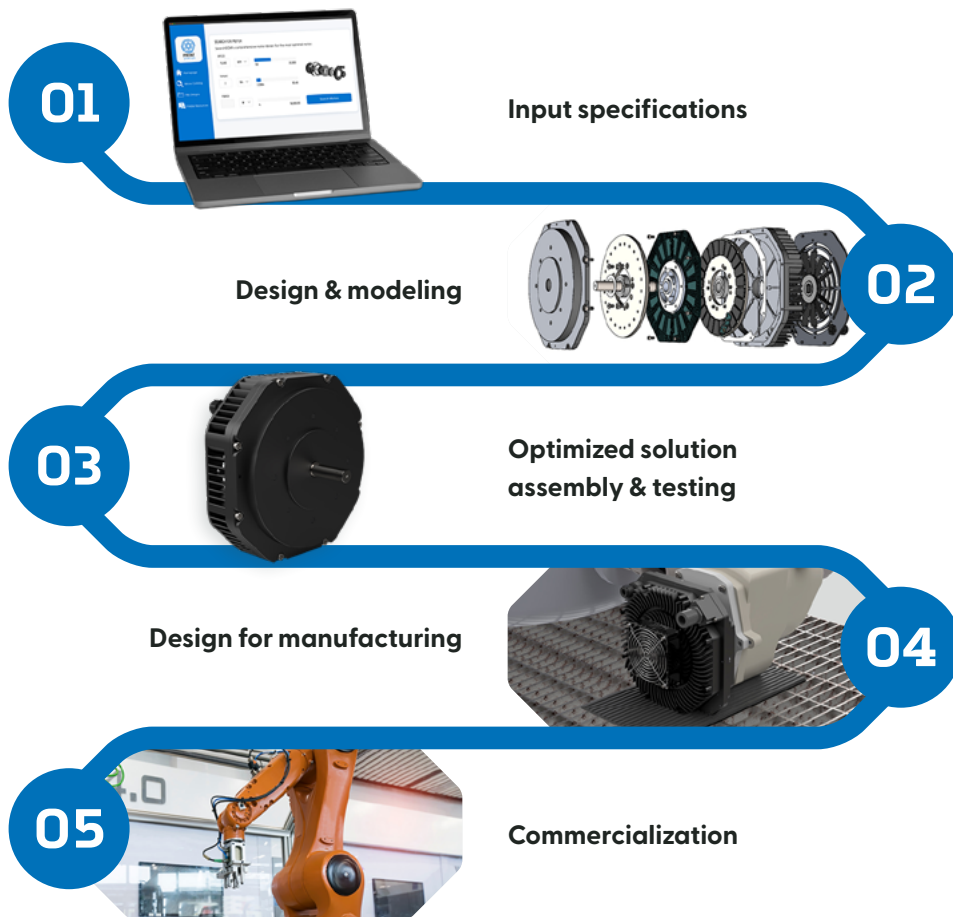 01
Input specifications
Design & modeling
02
03
Optimized solution
assembly & testing
Design for manufacturing
04
05
Commercialization